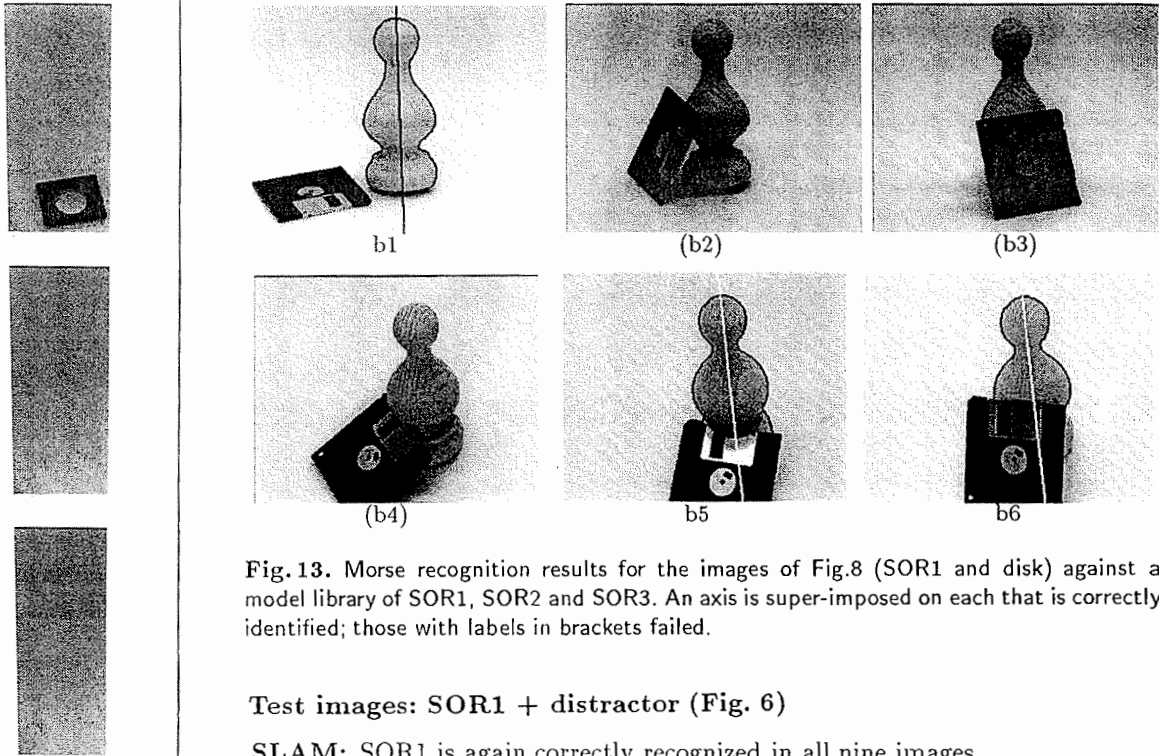 b1
(b2)
(b3)
(b4)
b5
b6
Fig. 13. Morse recognition results for the images of Fig.8 (SOR1 and disk) against a
model library of SOR1, SOR2 and SOR3. An axis is super-imposed on each that is correctly
identified; those with labels in brackets failed.
Test images: SOR1 + distractor (Fig. 6)
SLAM: SOR1 is again correctly recognized in all nine images